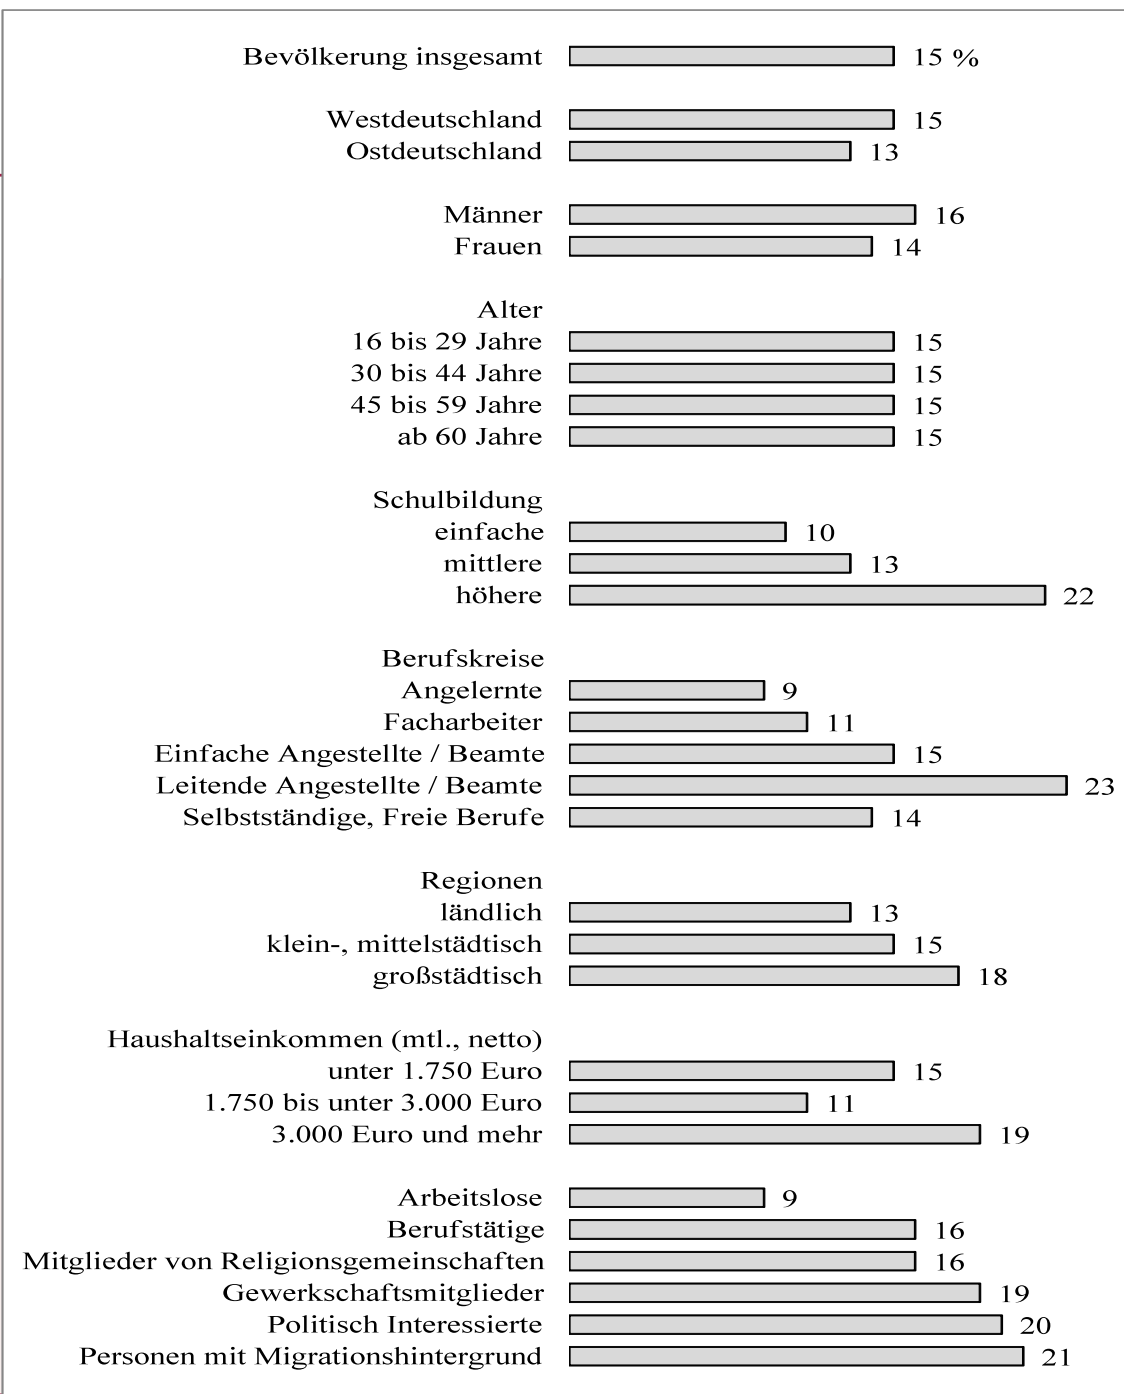 Bevölkerung insgesamt 15 %
Westdeutschland 15
Ostdeutschland 13
Männer 16
Frauen 14
Alter
16 bis 29 Jahre 15
30 bis 44 Jahre 15
45 bis 59 Jahre 15
ab 60 Jahre 15
Schulbildung
einfache 10
mittlere 13
höhere 22
Berufskreise
Angelernte 9
Facharbeiter 11
Einfache Angestellte / Beamte 15
Leitende Angestellte / Beamte 23
Selbstständige, Freie Berufe 14
Regionen
ländlich 13
klein-, mittelstädtisch 15
großstädtisch 18
Haushaltseinkommen (mtl., netto)
unter 1.750 Euro 15
1.750 bis unter 3.000 Euro 11
3.000 Euro und mehr 19
Arbeitslose 9
Berufstätige 16
Mitglieder von Religionsgemeinschaften 16
Gewerkschaftsmitglieder 19
Politisch Interessierte 20
Personen mit Migrationshintergrund 21